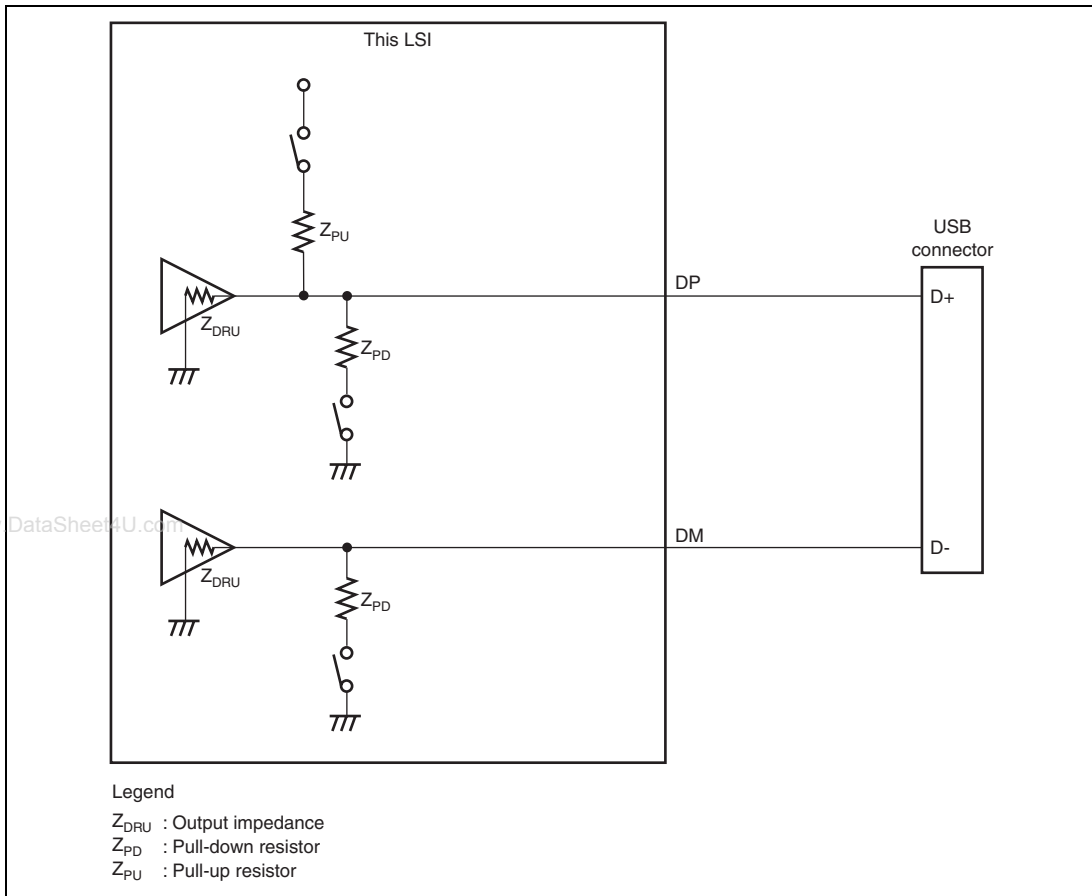 This LSI
Z_PU
USB
connector
DP
D+
Z_DRU
Z_PD
DataSheet4U.com
DM
D-
Z_DRU
Z_PD
Legend
Z_DRU : Output impedance
Z_PD : Pull-down resistor
Z_PU : Pull-up resistor